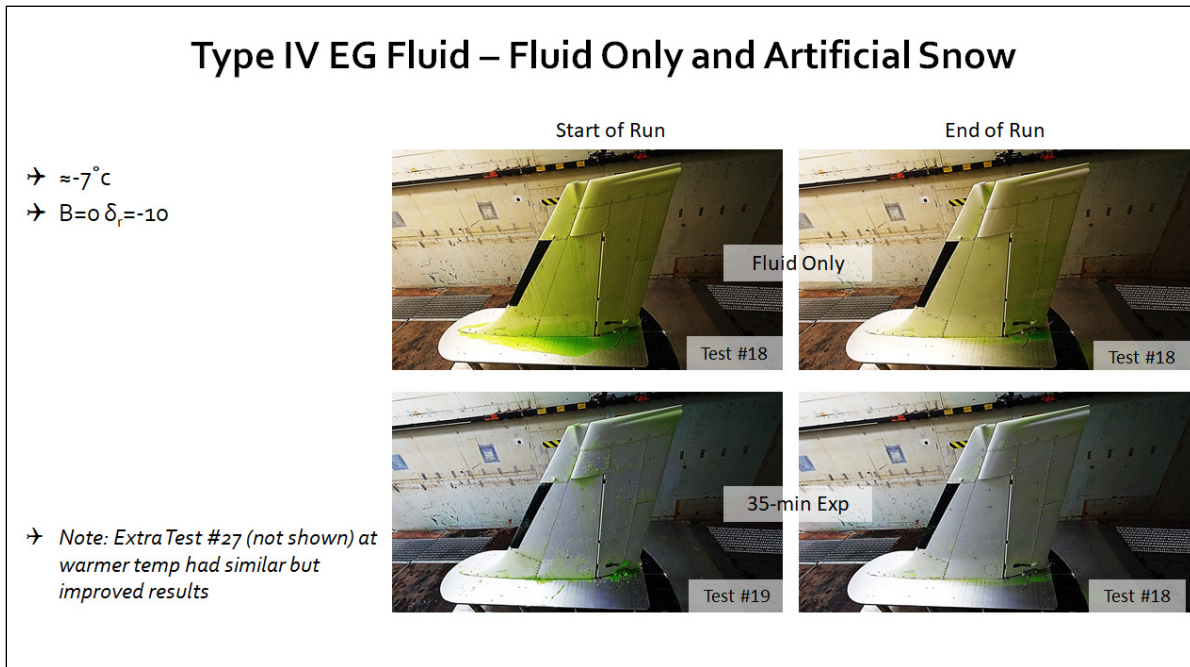 Type IV EG Fluid – Fluid Only and Artificial Snow
Start of Run
End of Run
≈-7°c
B=0 δr=-10
Fluid Only
Test #18
Test #18
35-min Exp
Note: Extra Test #27 (not shown) at
warmer temp had similar but
improved results
Test #19
Test #18